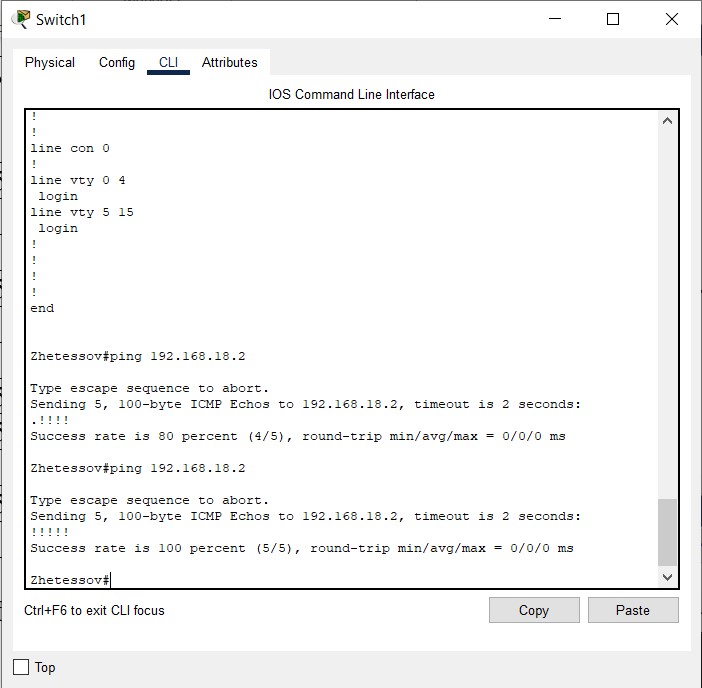 Switch1
Physical Config CLI Attributes
IOS Command Line Interface
!
!
line con 0
!
line vty 0 4
 login
line vty 5 15
 login
!
!
!
!
end
Zhetessov#ping 192.168.18.2
Type escape sequence to abort.
Sending 5, 100-byte ICMP Echos to 192.168.18.2, timeout is 2 seconds:
.!!!!
Success rate is 80 percent (4/5), round-trip min/avg/max = 0/0/0 ms
Zhetessov#ping 192.168.18.2
Type escape sequence to abort.
Sending 5, 100-byte ICMP Echos to 192.168.18.2, timeout is 2 seconds:
!!!!!
Success rate is 100 percent (5/5), round-trip min/avg/max = 0/0/0 ms
Zhetessov#
Ctrl+F6 to exit CLI focus
Copy Paste
Top